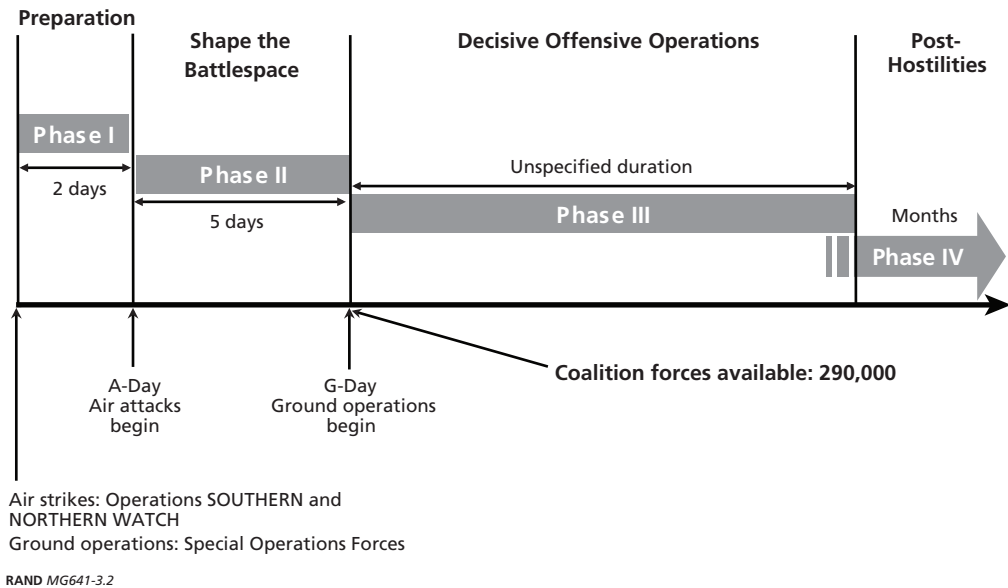 Preparation
Shape the
Battlespace
Decisive Offensive Operations
Post-
Hostilities
Phase I
2 days
Phase II
5 days
Unspecified duration
Phase III
Months
Phase IV
Coalition forces available: 290,000
A-Day
Air attacks
begin
G-Day
Ground operations
begin
Air strikes: Operations SOUTHERN and
NORTHERN WATCH
Ground operations: Special Operations Forces
RAND MG641-3.2